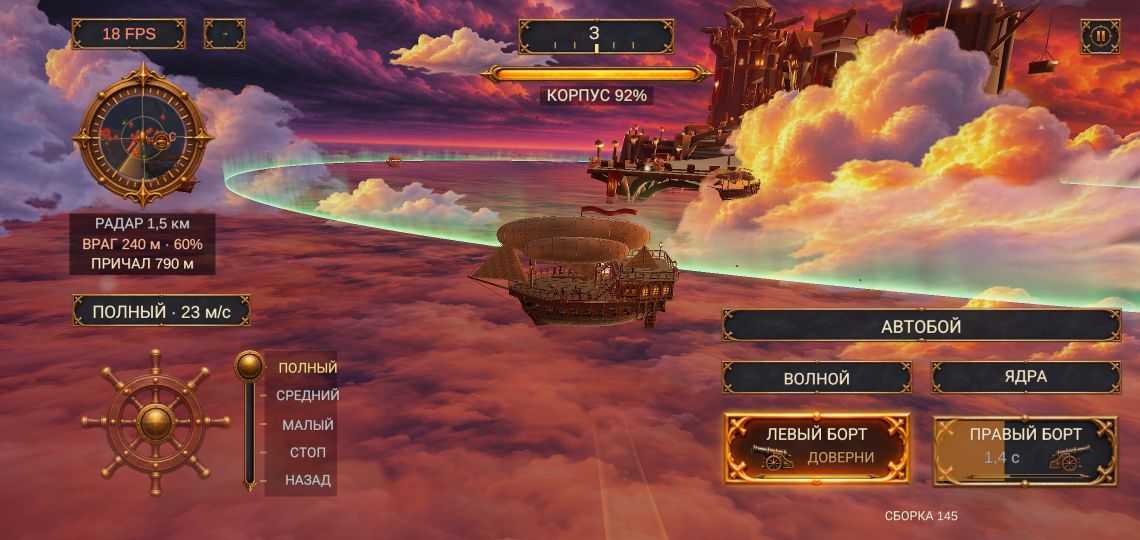 18 FPS
З
КОРПУС 92%
С
РАДАР 1,5 км
ВРАГ 240 м · 60%
ПРИЧАЛ 790 м
ПОЛНЫЙ · 23 м/с
ПОЛНЫЙ
СРЕДНИЙ
МАЛЫЙ
СТОП
НАЗАД
АВТОБОЙ
ВОЛНОЙ
ЯДРА
ЛЕВЫЙ БОРТ
ДОВЕРНИ
ПРАВЫЙ БОРТ
1,4 с
СБОРКА 145